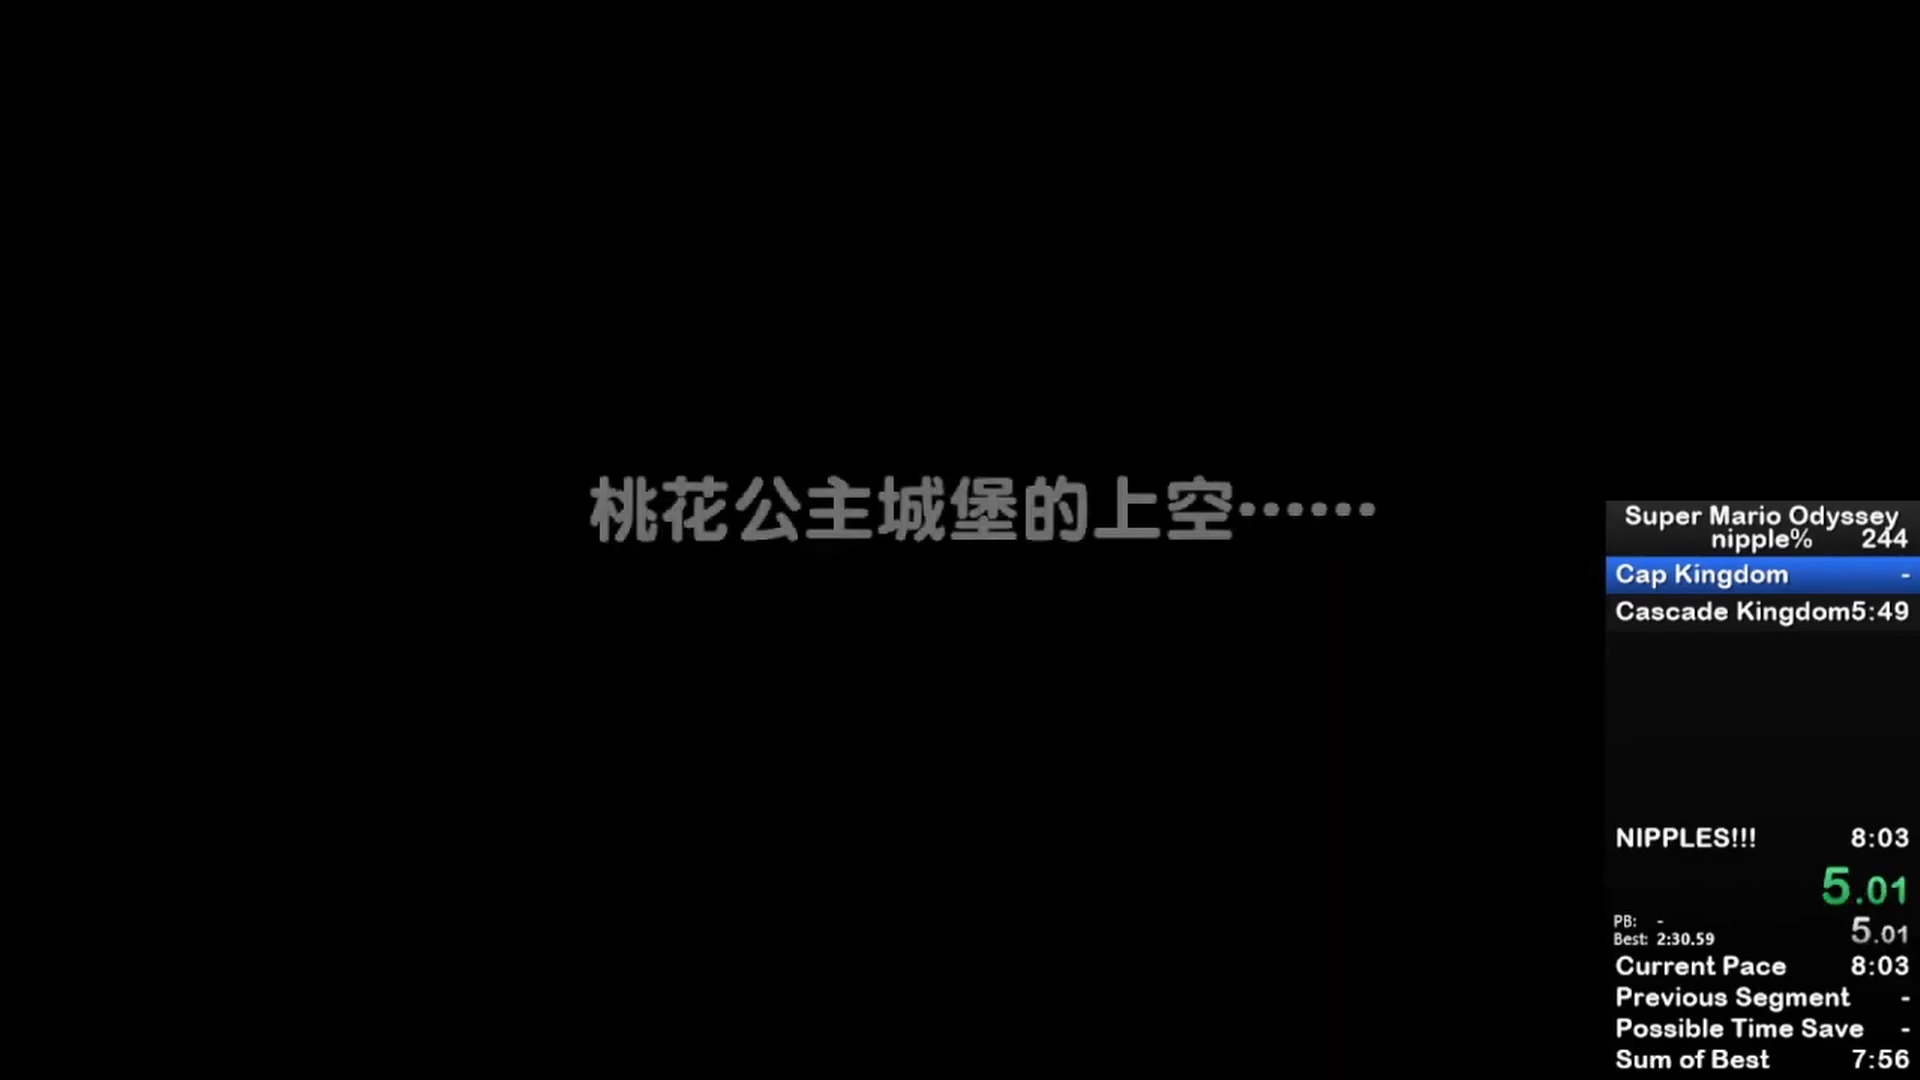 桃花公主城堡的上空……
Super Mario Odyssey
nipple% 244
Cap Kingdom -
Cascade Kingdom5:49
NIPPLES!!! 8:03
5.01
PB: - 5.01
Best: 2:30.59
Current Pace 8:03
Previous Segment -
Possible Time Save -
Sum of Best 7:56